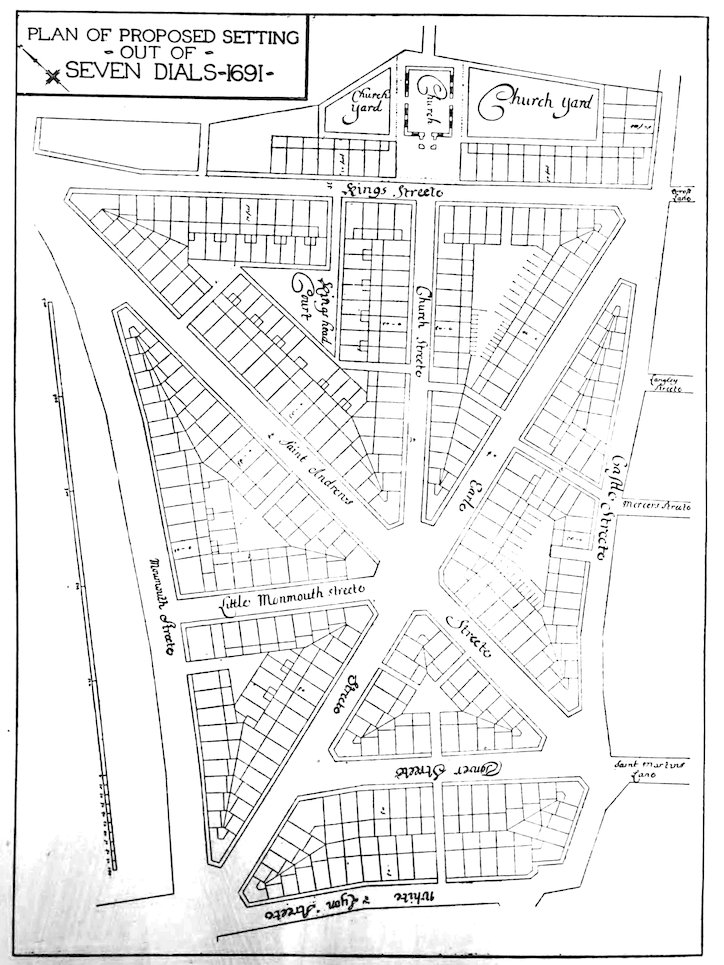 PLAN OF PROPOSED SETTING
- OUT OF -
SEVEN DIALS-1691-
Church
yard
Church
Church yard
Kings Streete
Lane
Kings head
Court
Church Streete
Langley
Streete
Saint Andrews
Earle
Castle Streete
Mercers Streete
Monmouth Streete
Little Monmouth streete
Streete
Streete
Tower Streete
Saint Martins
Lane
White Lyon Streete